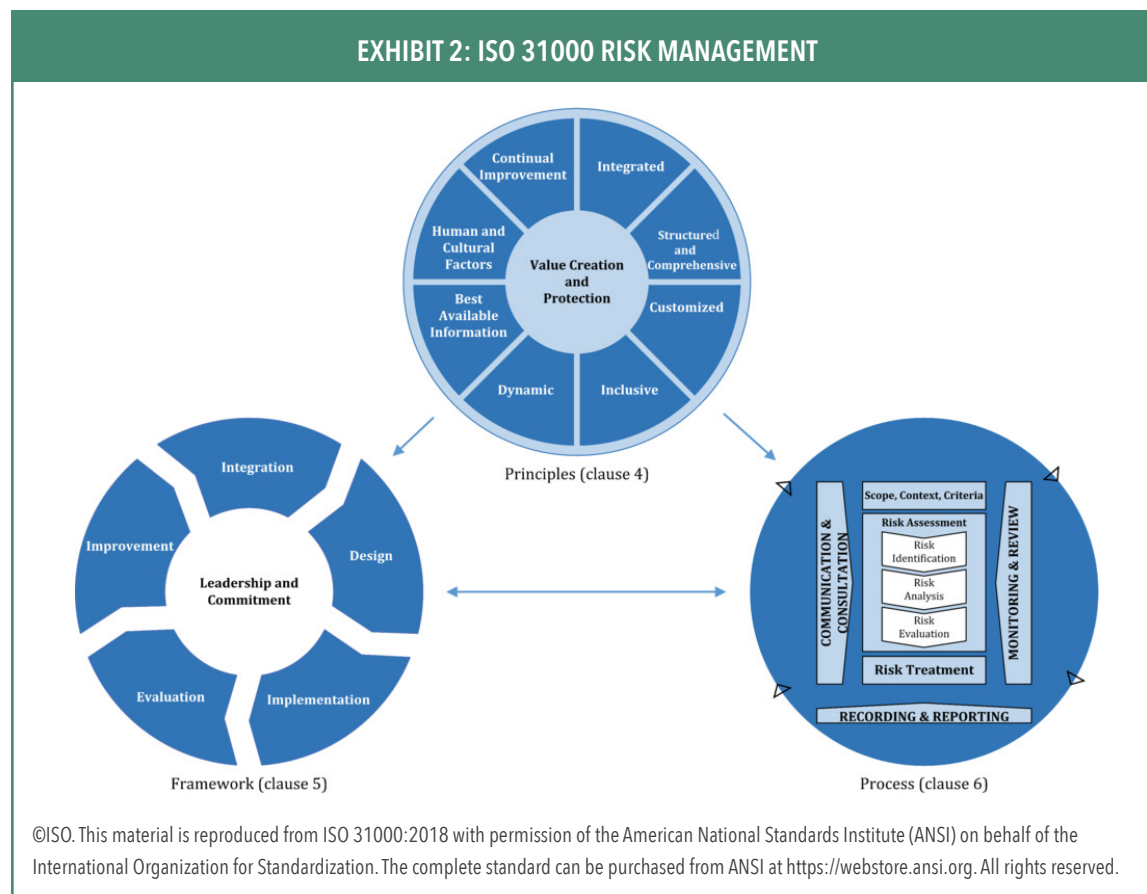 EXHIBIT 2: ISO 31000 RISK MANAGEMENT
Continual
Improvement
Integrated
Human and
Cultural
Factors
Structured
and
Comprehensive
Value Creation
and
Protection
Best
Available
Information
Customized
Dynamic
Inclusive
Principles (clause 4)
Integration
Improvement
Design
Leadership and
Commitment
Evaluation
Implementation
Framework (clause 5)
COMMUNICATION &
CONSULTATION
Scope, Context, Criteria
Risk Assessment
Risk
Identification
Risk
Analysis
Risk
Evaluation
Risk Treatment
MONITORING & REVIEW
RECORDING & REPORTING
Process (clause 6)
©ISO. This material is reproduced from ISO 31000:2018 with permission of the American National Standards Institute (ANSI) on behalf of the
International Organization for Standardization. The complete standard can be purchased from ANSI at https://webstore.ansi.org. All rights reserved.